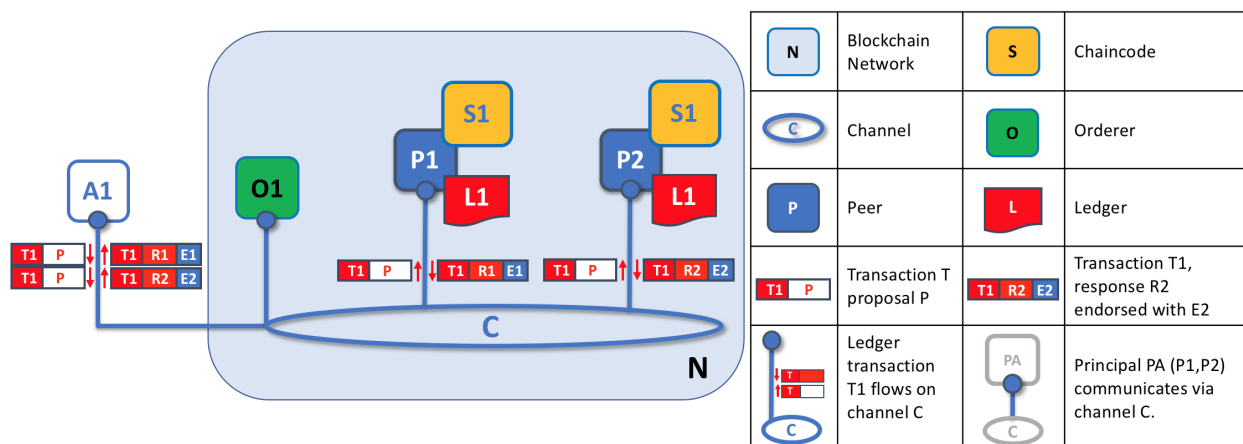 S1
S1
P1
P2
A1
O1
L1
L1
T1 P
T1 R1 E1
T1 P
T1 R2 E2
T1 P
T1 R1 E1
T1 P
T1 R2 E2
C
N
N
Blockchain
Network
S
Chaincode
C
Channel
O
Orderer
P
Peer
L
Ledger
T1 P
Transaction T
proposal P
T1 R2 E2
Transaction T1,
response R2
endorsed with E2
T
T
C
Ledger
transaction
T1 flows on
channel C
PA
C
Principal PA (P1,P2)
communicates via
channel C.